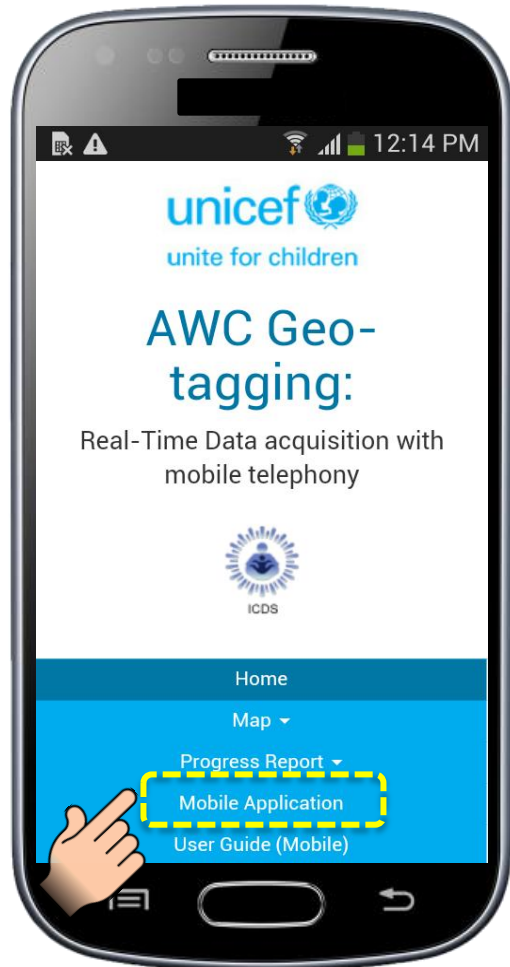 12:14 PM
unicef
unite for children
AWC Geo-
tagging:
Real-Time Data acquisition with
mobile telephony
ICDS
Home
Map
Progress Report
Mobile Application
User Guide (Mobile)